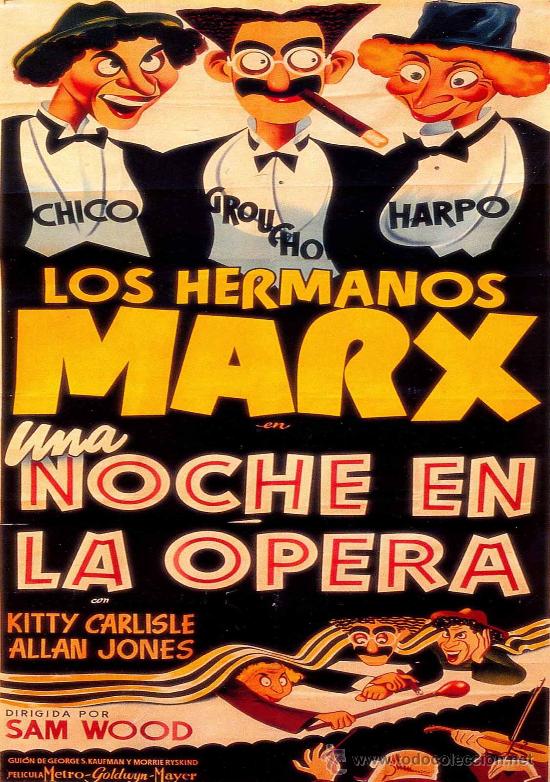 CHICO
GROUCHO
HARPO
LOS HERMANOS
MARX
en
Una
NOCHE EN
LA OPERA
con
KITTY CARLISLE
ALLAN JONES
DIRIGIDA POR
SAM WOOD
GUIÓN DE GEORGE S. KAUFMAN Y MORRIE RYSKIND
PELICULA Metro-Goldwyn-Mayer
www.todocoleccion.net